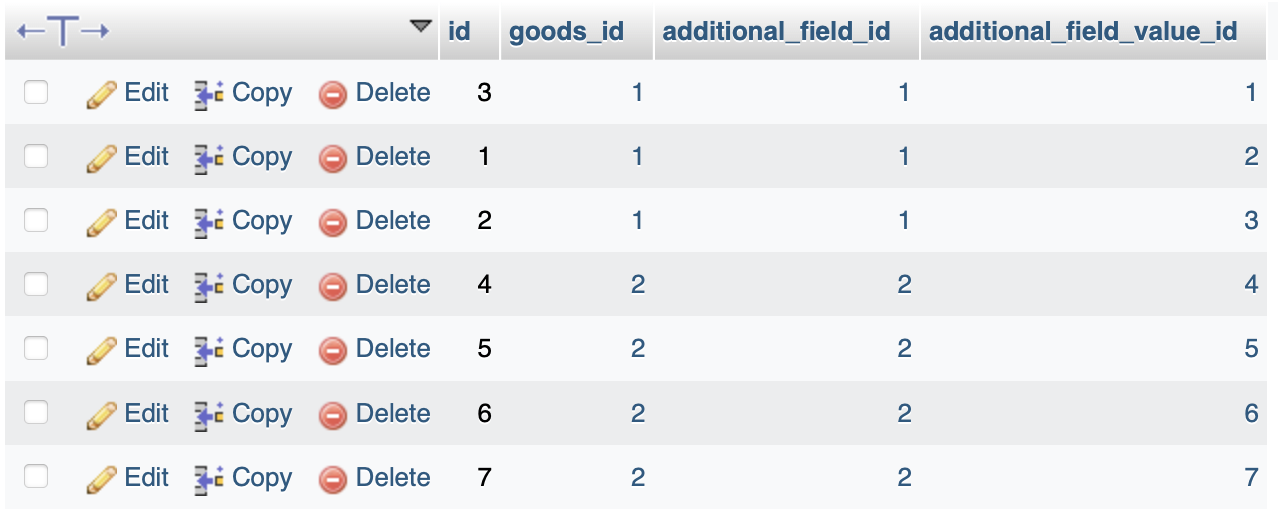 ←T→ id goods_id additional_field_id additional_field_value_id
Edit Copy Delete 3 1 1 1
Edit Copy Delete 1 1 1 2
Edit Copy Delete 2 1 1 3
Edit Copy Delete 4 2 2 4
Edit Copy Delete 5 2 2 5
Edit Copy Delete 6 2 2 6
Edit Copy Delete 7 2 2 7